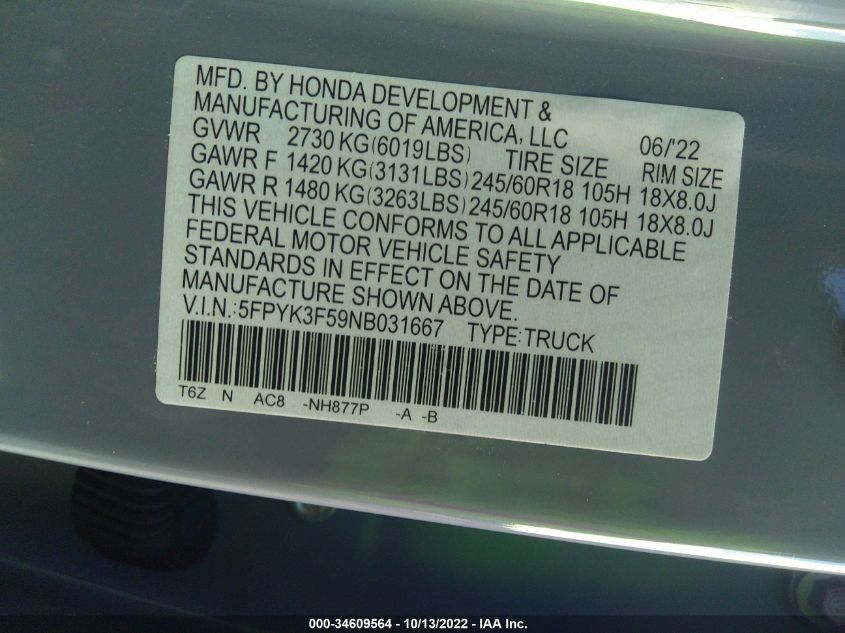 MFD. BY HONDA DEVELOPMENT &
MANUFACTURING OF AMERICA, LLC 06/'22
GVWR 2730 KG(6019LBS) TIRE SIZE RIM SIZE
GAWR F 1420 KG(3131LBS) 245/60R18 105H 18X8.0J
GAWR R 1480 KG(3263LBS) 245/60R18 105H 18X8.0J
THIS VEHICLE CONFORMS TO ALL APPLICABLE
FEDERAL MOTOR VEHICLE SAFETY
STANDARDS IN EFFECT ON THE DATE OF
MANUFACTURE SHOWN ABOVE.
V.I.N.:5FPYK3F59NB031667 TYPE:TRUCK
T6Z N AC8 -NH877P -A -B
000-34609564 - 10/13/2022 - IAA Inc.